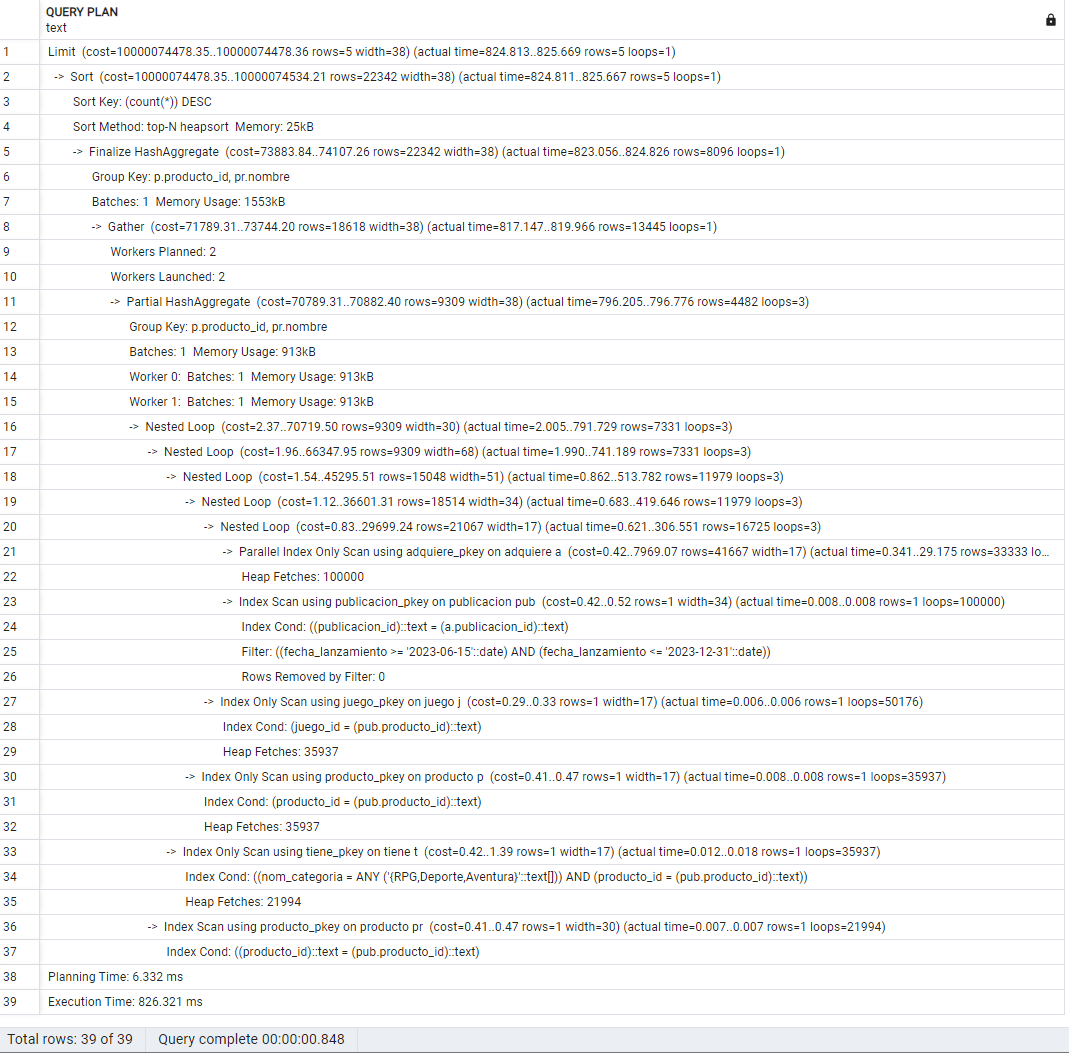 QUERY PLAN
text
1 Limit (cost=10000074478.35..10000074478.36 rows=5 width=38) (actual time=824.813..825.669 rows=5 loops=1)
2 -> Sort (cost=10000074478.35..10000074534.21 rows=22342 width=38) (actual time=824.811..825.667 rows=5 loops=1)
3 Sort Key: (count(*)) DESC
4 Sort Method: top-N heapsort Memory: 25kB
5 -> Finalize HashAggregate (cost=73883.84..74107.26 rows=22342 width=38) (actual time=823.056..824.826 rows=8096 loops=1)
6 Group Key: p.producto_id, pr.nombre
7 Batches: 1 Memory Usage: 1553kB
8 -> Gather (cost=71789.31..73744.20 rows=18618 width=38) (actual time=817.147..819.966 rows=13445 loops=1)
9 Workers Planned: 2
10 Workers Launched: 2
11 -> Partial HashAggregate (cost=70789.31..70882.40 rows=9309 width=38) (actual time=796.205..796.776 rows=4482 loops=3)
12 Group Key: p.producto_id, pr.nombre
13 Batches: 1 Memory Usage: 913kB
14 Worker 0: Batches: 1 Memory Usage: 913kB
15 Worker 1: Batches: 1 Memory Usage: 913kB
16 -> Nested Loop (cost=2.37..70719.50 rows=9309 width=30) (actual time=2.005..791.729 rows=7331 loops=3)
17 -> Nested Loop (cost=1.96..66347.95 rows=9309 width=68) (actual time=1.990..741.189 rows=7331 loops=3)
18 -> Nested Loop (cost=1.54..45295.51 rows=15048 width=51) (actual time=0.862..513.782 rows=11979 loops=3)
19 -> Nested Loop (cost=1.12..36601.31 rows=18514 width=34) (actual time=0.683..419.646 rows=11979 loops=3)
20 -> Nested Loop (cost=0.83..29699.24 rows=21067 width=17) (actual time=0.621..306.551 rows=16725 loops=3)
21 -> Parallel Index Only Scan using adquiere_pkey on adquiere a (cost=0.42..7969.07 rows=41667 width=17) (actual time=0.341..29.175 rows=33333 lo...
22 Heap Fetches: 100000
23 -> Index Scan using publicacion_pkey on publicacion pub (cost=0.42..0.52 rows=1 width=34) (actual time=0.008..0.008 rows=1 loops=100000)
24 Index Cond: ((publicacion_id)::text = (a.publicacion_id)::text)
25 Filter: ((fecha_lanzamiento >= '2023-06-15'::date) AND (fecha_lanzamiento <= '2023-12-31'::date))
26 Rows Removed by Filter: 0
27 -> Index Only Scan using juego_pkey on juego j (cost=0.29..0.33 rows=1 width=17) (actual time=0.006..0.006 rows=1 loops=50176)
28 Index Cond: (juego_id = (pub.producto_id)::text)
29 Heap Fetches: 35937
30 -> Index Only Scan using producto_pkey on producto p (cost=0.41..0.47 rows=1 width=17) (actual time=0.008..0.008 rows=1 loops=35937)
31 Index Cond: (producto_id = (pub.producto_id)::text)
32 Heap Fetches: 35937
33 -> Index Only Scan using tiene_pkey on tiene t (cost=0.42..1.39 rows=1 width=17) (actual time=0.012..0.018 rows=1 loops=35937)
34 Index Cond: ((nom_categoria = ANY ('{RPG,Deporte,Aventura}'::text[])) AND (producto_id = (pub.producto_id)::text))
35 Heap Fetches: 21994
36 -> Index Scan using producto_pkey on producto pr (cost=0.41..0.47 rows=1 width=30) (actual time=0.007..0.007 rows=1 loops=21994)
37 Index Cond: ((producto_id)::text = (pub.producto_id)::text)
38 Planning Time: 6.332 ms
39 Execution Time: 826.321 ms
Total rows: 39 of 39 Query complete 00:00:00.848